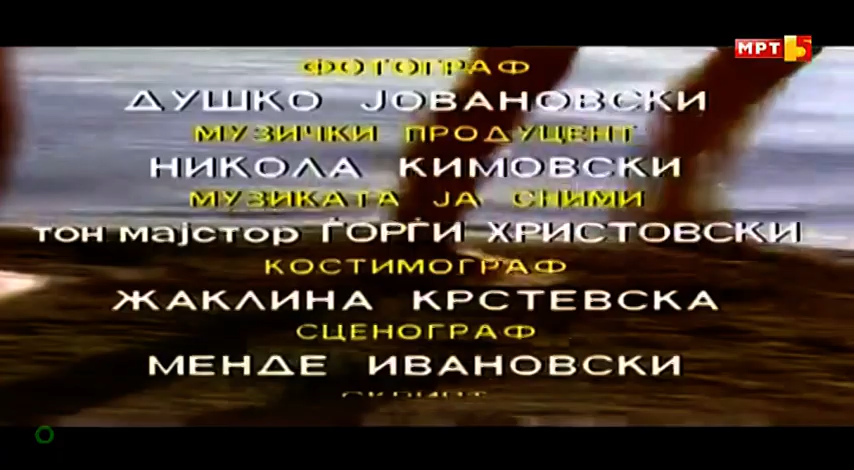 МРТ 5
ФОТОГРАФ
ДУШКО ЈОВАНОВСКИ
МУЗИЧКИ ПРОДУЦЕНТ
НИКОЛА КИМОВСКИ
МУЗИКАТА ЈА СНИМИ
тон мајстор ЃОРЃИ ХРИСТОВСКИ
КОСТИМОГРАФ
ЖАКЛИНА КРСТЕВСКА
СЦЕНОГРАФ
МЕНДЕ ИВАНОВСКИ